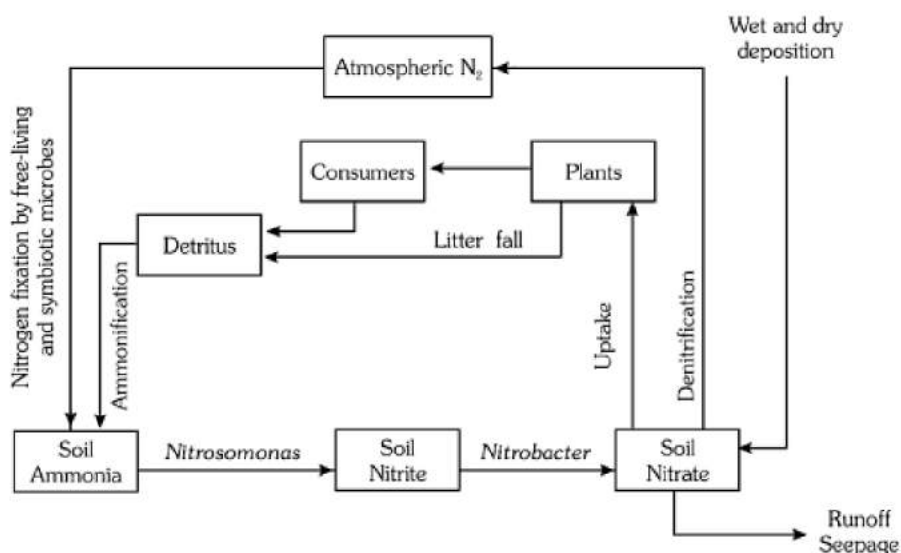 Wet and dry
deposition
Atmospheric N₂
Nitrogen fixation by free-living
and symbiotic microbes
Consumers
Plants
Detritus
Litter fall
Ammonification
Uptake
Denitrification
Soil
Ammonia
Nitrosomonas
Soil
Nitrite
Nitrobacter
Soil
Nitrate
Runoff
Seepage